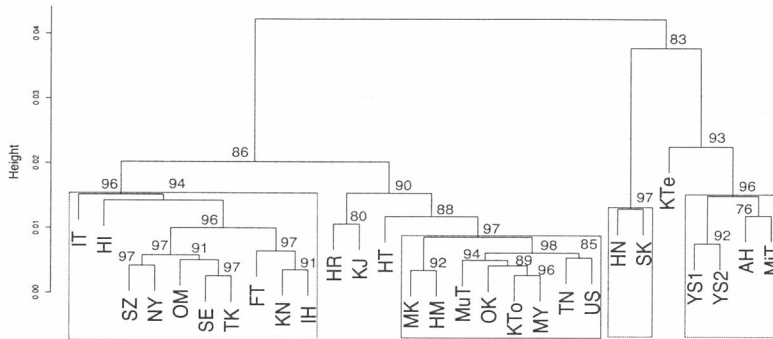 0.04
0.03
0.02
0.01
0.00
Height
83
86
93
96 94 90 97 KTe 96
IT HI 96 80 88 HN SK 76
97 91 97 HR KJ HT 97 92 AH MiT
97 97 91 92 94 98 85 YS1 YS2
SZ NY OM SE TK FT KN IH MK HM MuT OK 89 96 KTo MY TN US